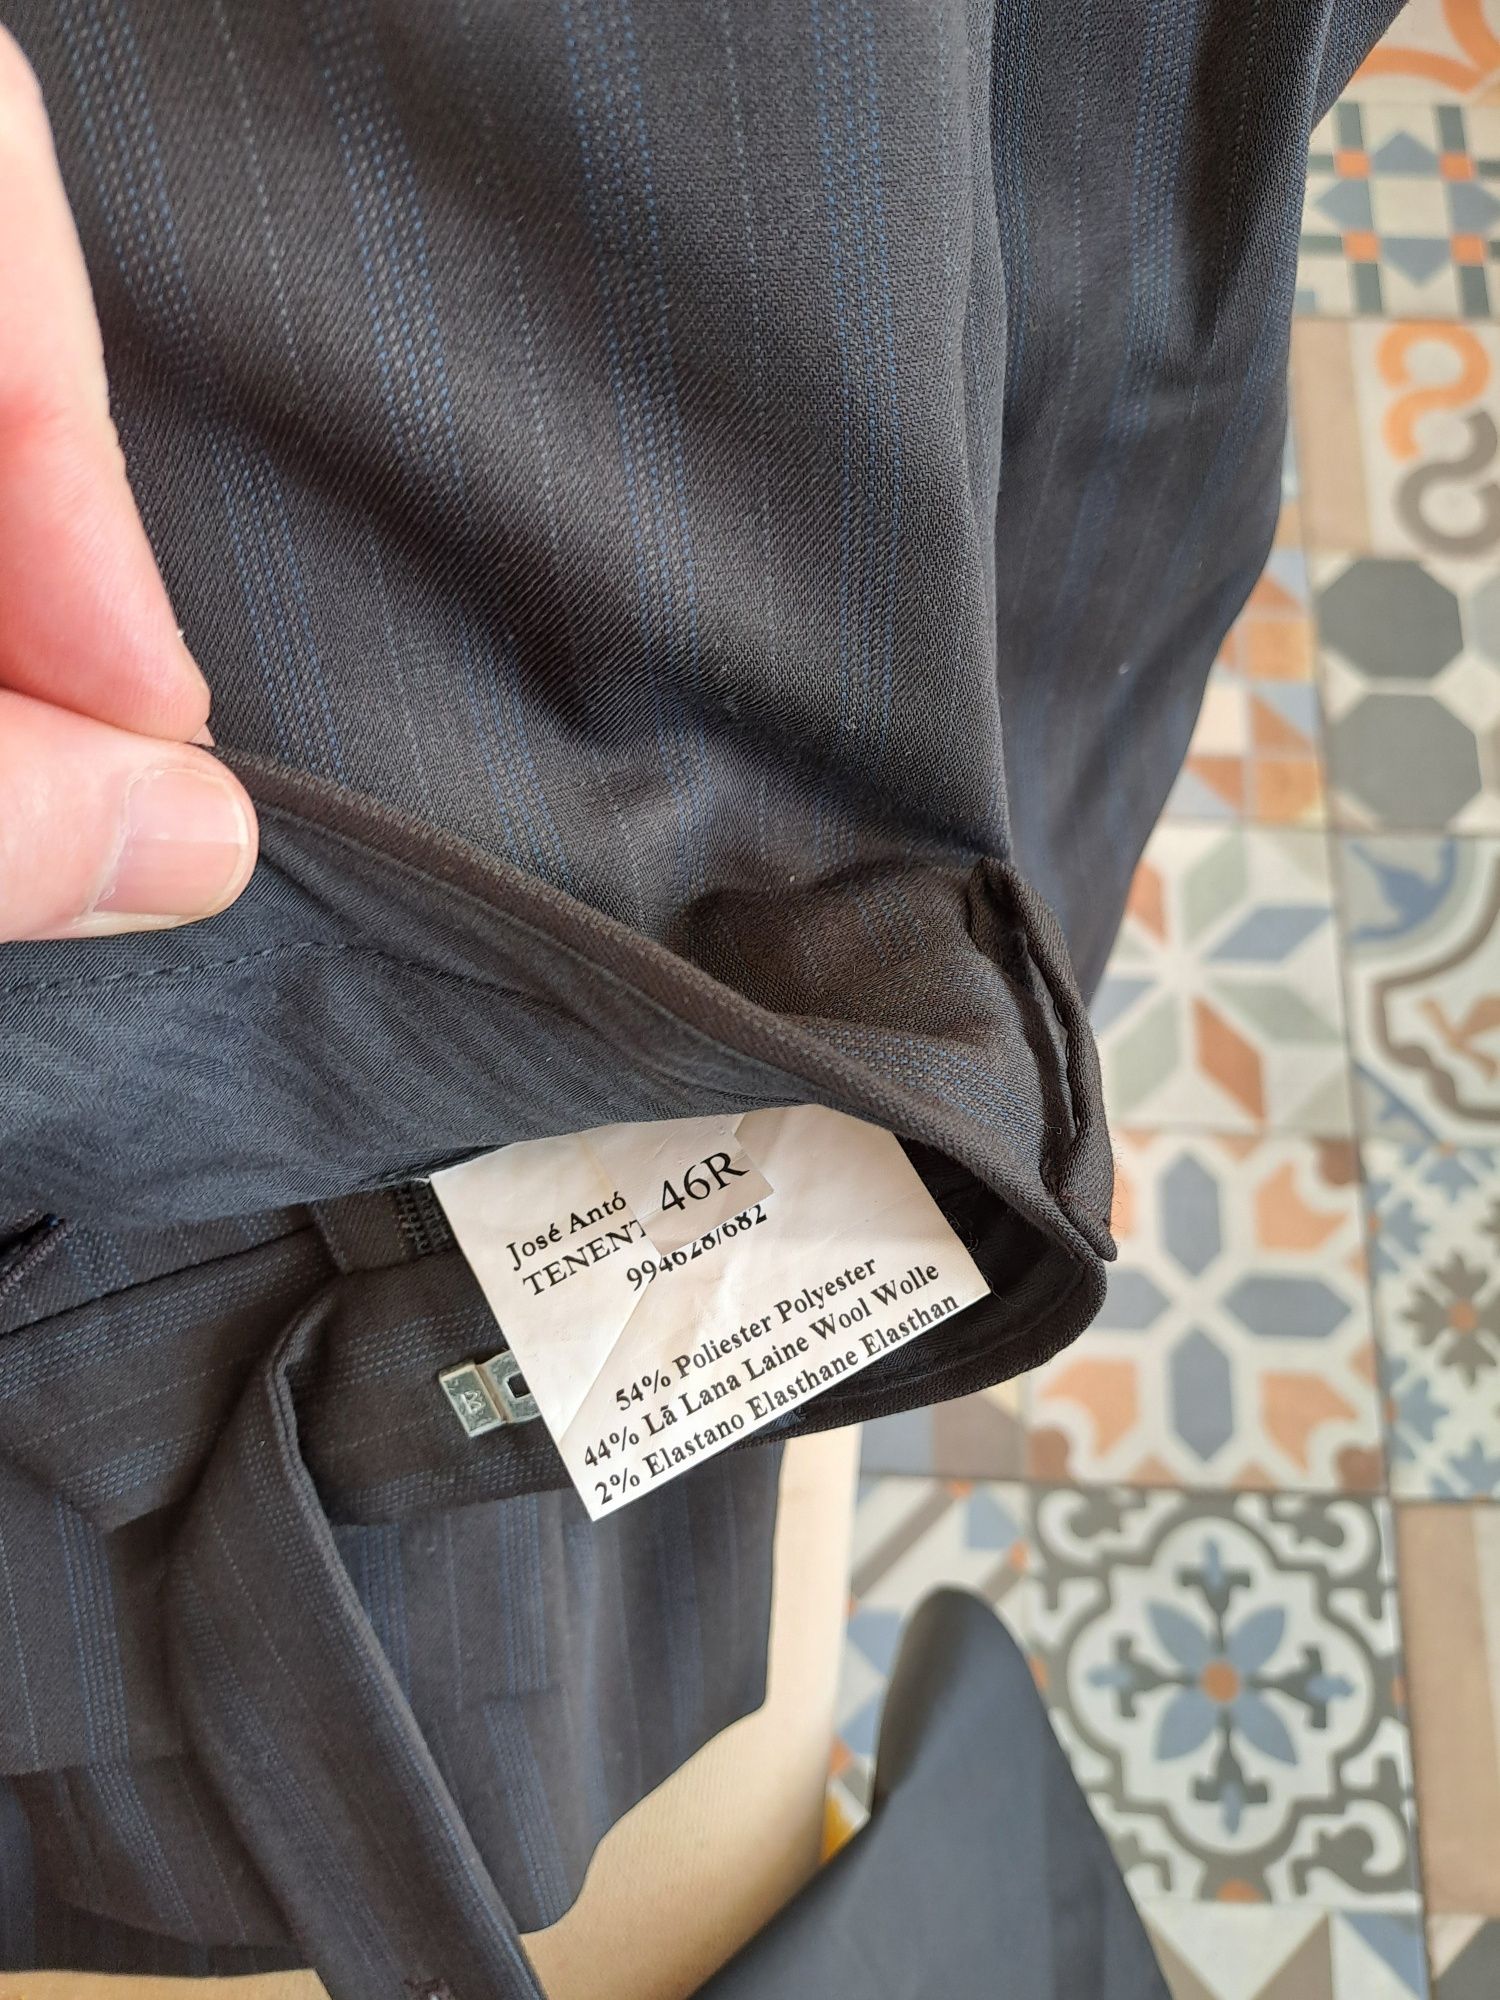 José Antó
TENENT
46R
994628/682
54% Poliester Polyester
44% Lã Lana Laine Wool Wolle
2% Elastano Elasthane Elasthan